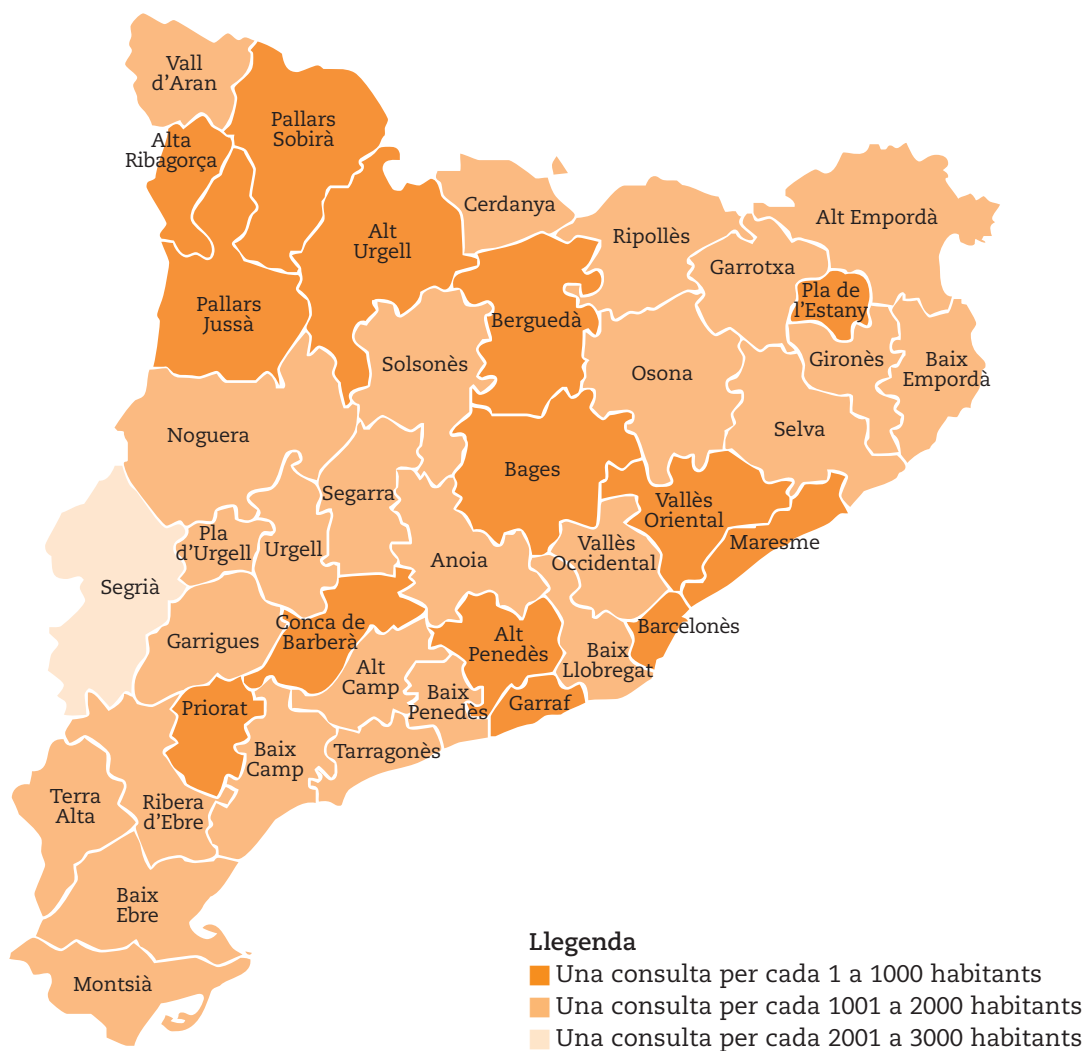 Vall
d'Aran
Pallars
Sobirà
Alta
Ribagorça
Cerdanya
Alt Empordà
Alt
Urgell
Ripollès
Garrotxa
Pla de
l'Estany
Pallars
Jussà
Berguedà
Solsonès
Osona
Gironès
Baix
Empordà
Noguera
Selva
Bages
Segarra
Vallès
Oriental
Pla
d'Urgell
Urgell
Anoia
Vallès
Occidental
Maresme
Segrià
Garrigues
Conca de
Barberà
Alt
Penedès
Barcelonès
Baix
Llobregat
Alt
Camp
Baix
Penedès
Garraf
Priorat
Baix
Camp
Tarragonès
Terra
Alta
Ribera
d'Ebre
Baix
Ebre
Montsià
Llegenda
Una consulta per cada 1 a 1000 habitants
Una consulta per cada 1001 a 2000 habitants
Una consulta per cada 2001 a 3000 habitants